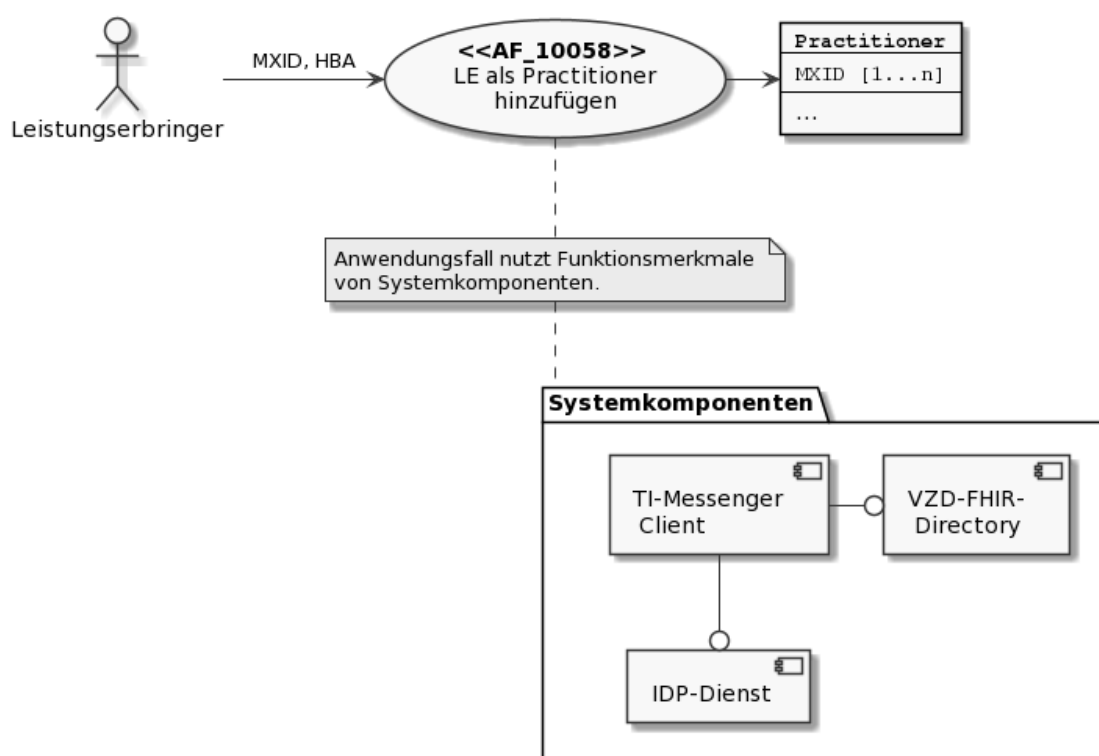 MXID, HBA
<<AF_10058>>
LE als Practitioner
hinzufügen
Practitioner
MXID [1...n]
...
Leistungserbringer
Anwendungsfall nutzt Funktionsmerkmale
von Systemkomponenten.
Systemkomponenten
TI-Messenger
Client
VZD-FHIR-
Directory
IDP-Dienst